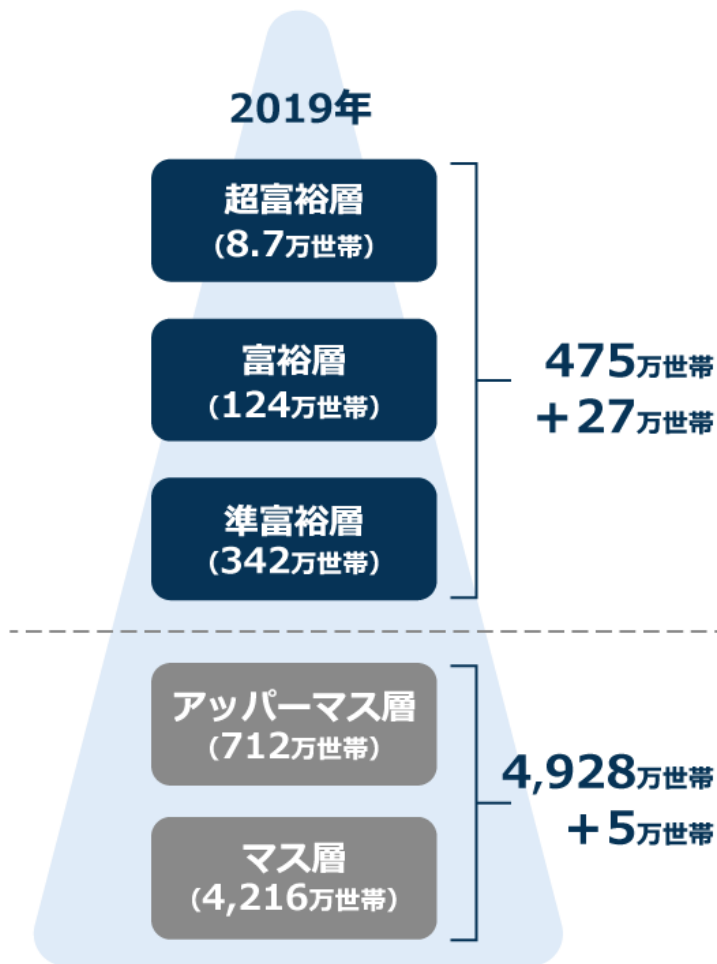 2019年
超富裕層
(8.7万世帯)
富裕層
(124万世帯)
準富裕層
(342万世帯)
475万世帯
+27万世帯
アッパーマス層
(712万世帯)
マス層
(4,216万世帯)
4,928万世帯
+5万世帯